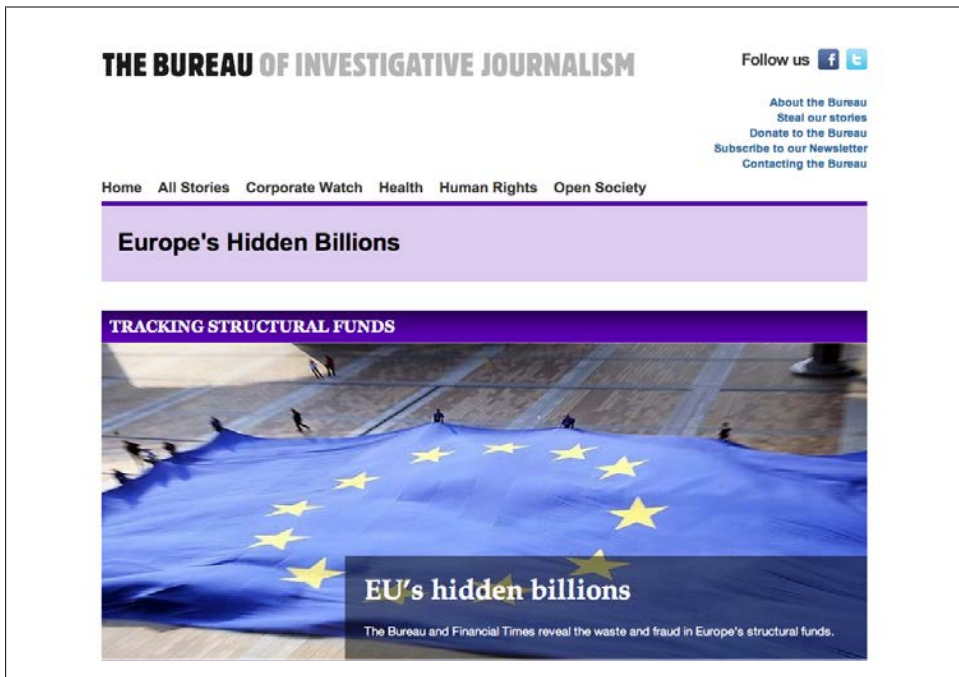 THE BUREAU OF INVESTIGATIVE JOURNALISM
Follow us
About the Bureau
Steal our stories
Donate to the Bureau
Subscribe to our Newsletter
Contacting the Bureau
Home All Stories Corporate Watch Health Human Rights Open Society
Europe's Hidden Billions
TRACKING STRUCTURAL FUNDS
EU's hidden billions
The Bureau and Financial Times reveal the waste and fraud in Europe's structural funds.